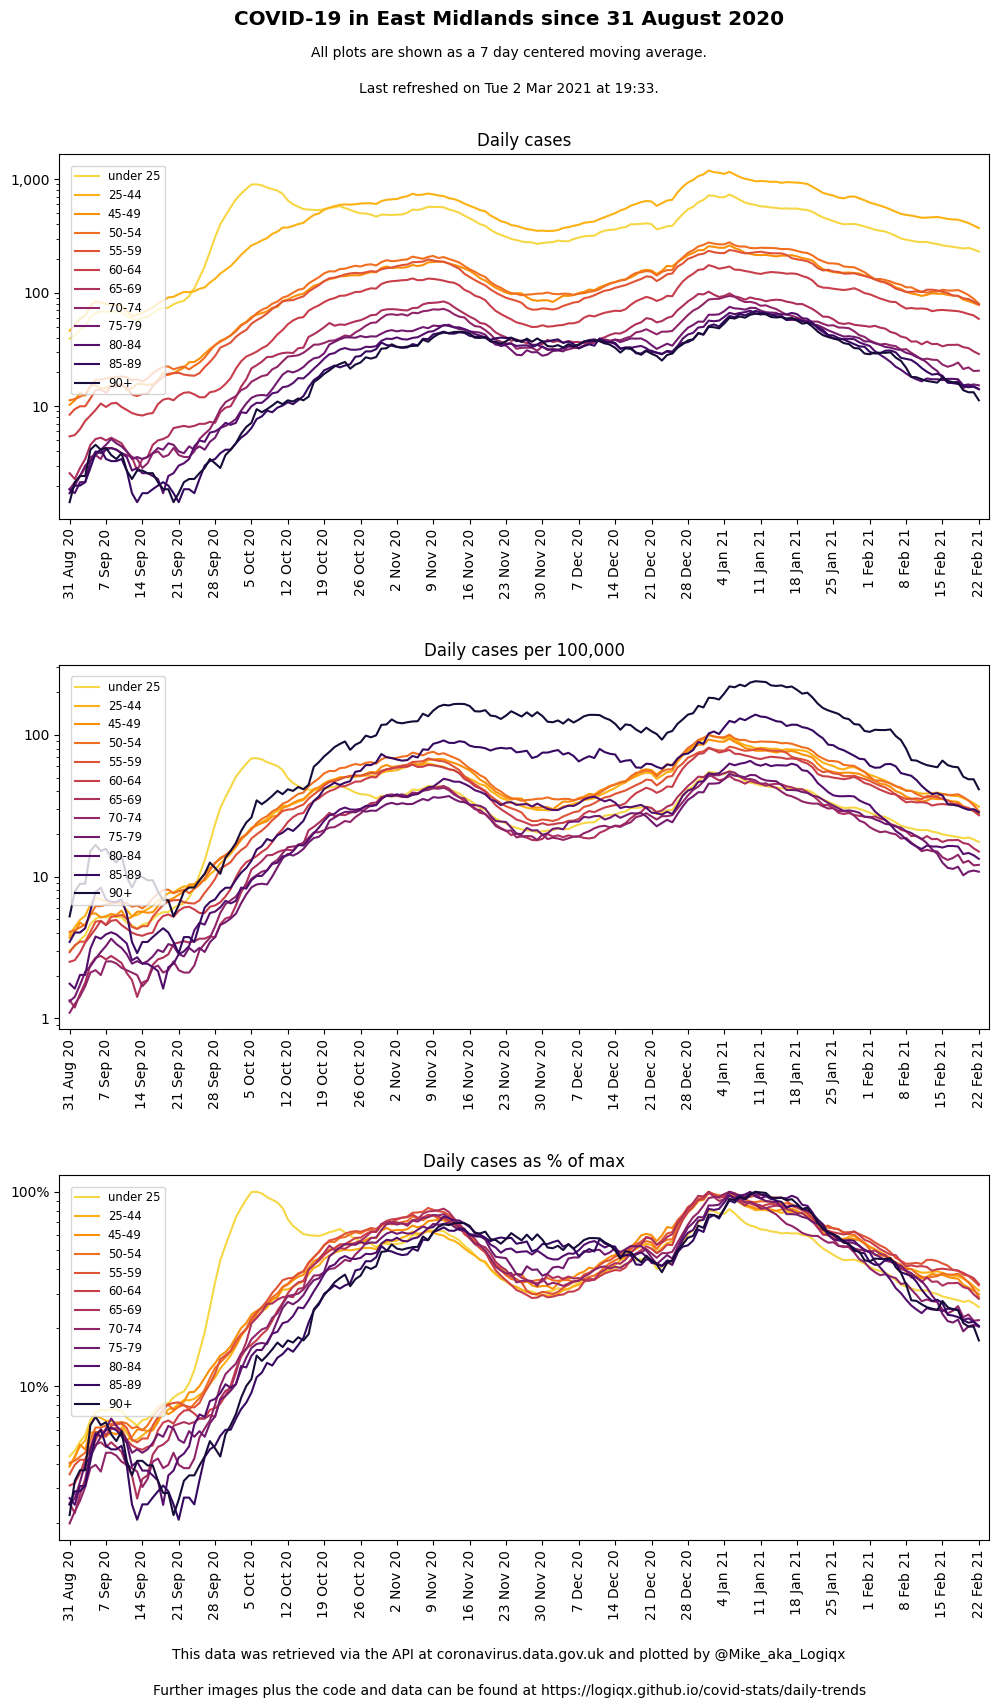 COVID-19 in East Midlands since 31 August 2020
All plots are shown as a 7 day centered moving average.
Last refreshed on Tue 2 Mar 2021 at 19:33.
Daily cases
1,000
100
10
under 25
25-44
45-49
50-54
55-59
60-64
65-69
70-74
75-79
80-84
85-89
90+
31 Aug 20
7 Sep 20
14 Sep 20
21 Sep 20
28 Sep 20
5 Oct 20
12 Oct 20
19 Oct 20
26 Oct 20
2 Nov 20
9 Nov 20
16 Nov 20
23 Nov 20
30 Nov 20
7 Dec 20
14 Dec 20
21 Dec 20
28 Dec 20
4 Jan 21
11 Jan 21
18 Jan 21
25 Jan 21
1 Feb 21
8 Feb 21
15 Feb 21
22 Feb 21
Daily cases per 100,000
100
10
1
under 25
25-44
45-49
50-54
55-59
60-64
65-69
70-74
75-79
80-84
85-89
90+
31 Aug 20
7 Sep 20
14 Sep 20
21 Sep 20
28 Sep 20
5 Oct 20
12 Oct 20
19 Oct 20
26 Oct 20
2 Nov 20
9 Nov 20
16 Nov 20
23 Nov 20
30 Nov 20
7 Dec 20
14 Dec 20
21 Dec 20
28 Dec 20
4 Jan 21
11 Jan 21
18 Jan 21
25 Jan 21
1 Feb 21
8 Feb 21
15 Feb 21
22 Feb 21
Daily cases as % of max
100%
10%
under 25
25-44
45-49
50-54
55-59
60-64
65-69
70-74
75-79
80-84
85-89
90+
31 Aug 20
7 Sep 20
14 Sep 20
21 Sep 20
28 Sep 20
5 Oct 20
12 Oct 20
19 Oct 20
26 Oct 20
2 Nov 20
9 Nov 20
16 Nov 20
23 Nov 20
30 Nov 20
7 Dec 20
14 Dec 20
21 Dec 20
28 Dec 20
4 Jan 21
11 Jan 21
18 Jan 21
25 Jan 21
1 Feb 21
8 Feb 21
15 Feb 21
22 Feb 21
This data was retrieved via the API at coronavirus.data.gov.uk and plotted by @Mike_aka_Logiqx
Further images plus the code and data can be found at https://logiqx.github.io/covid-stats/daily-trends